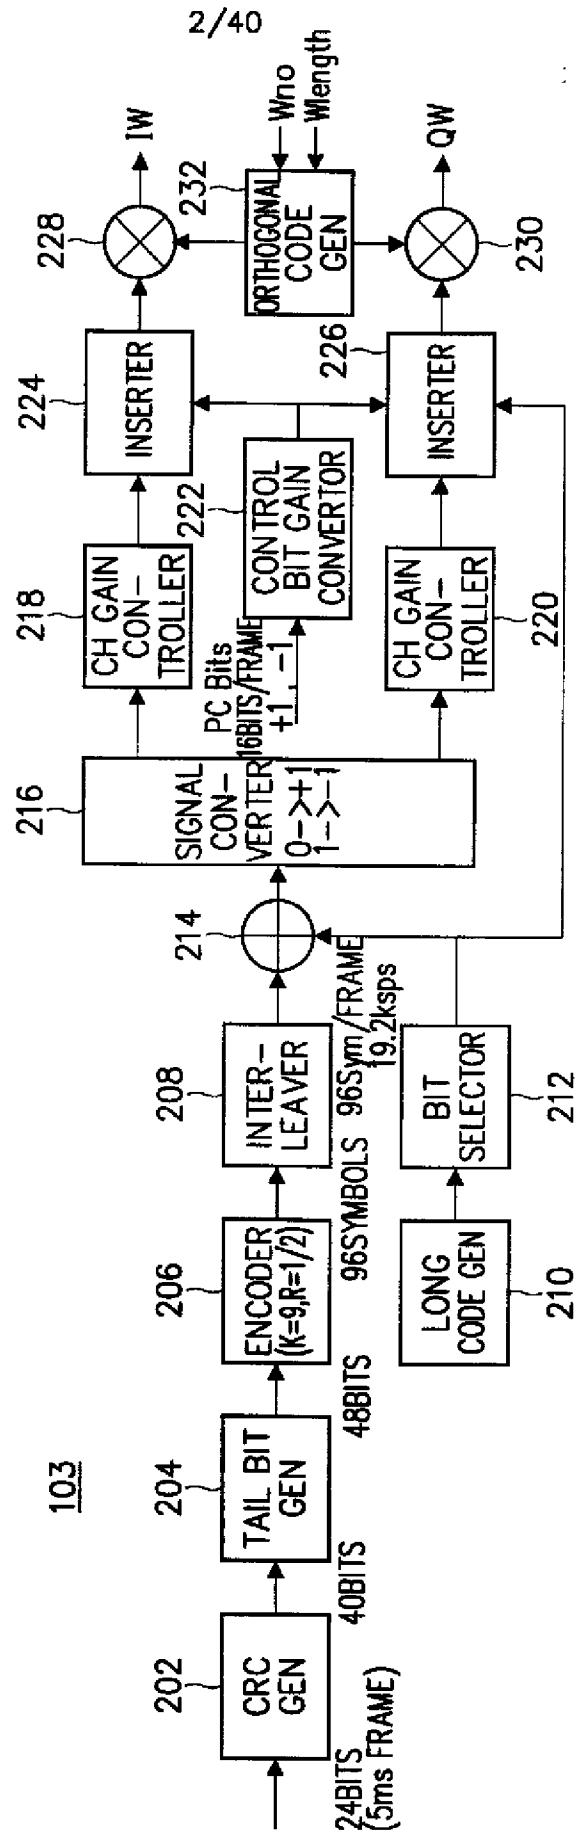 2/40
103
202
CRC
GEN
24BITS
(5ms FRAME)
40BITS
204
TAIL BIT
GEN
48BITS
206
ENCODER
(K=9,R=1/2)
96SYMBOLS
208
INTER-
LEAVER
96Sym/FRAME
19.2ksps
210
LONG
CODE GEN
212
BIT
SELECTOR
214
216
SIGNAL
CON-
VERTER
0->+1
1->-1
218
CH GAIN
CON-
TROLLER
PC Bits
16BITS/FRAME
+1, -1
222
CONTROL
BIT GAIN
CONVERTOR
220
CH GAIN
CON-
TROLLER
224
INSERTER
226
INSERTER
228
IW
232
ORTHOGONAL
CODE
GEN
Wno
Wlength
230
QW